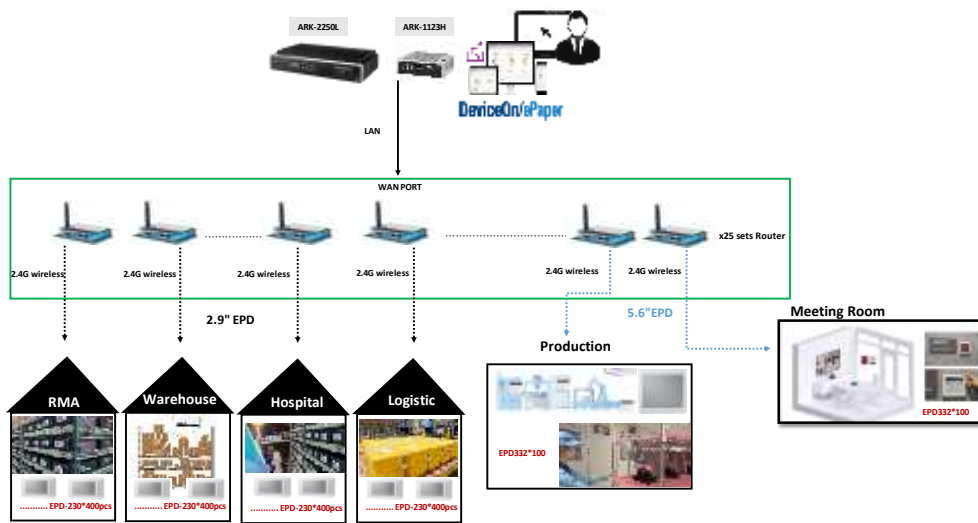 ARK-2250L
ARK-1123H
DeviceOn/ePaper
LAN
WAN PORT
x25 sets Router
2.4G wireless
2.4G wireless
2.4G wireless
2.4G wireless
2.4G wireless
2.4G wireless
2.9" EPD
5.6"EPD
Meeting Room
Production
EPD332*100
RMA
Warehouse
Hospital
Logistic
EPD332*100
........... EPD-230*400pcs
........... EPD-230*400pcs
........... EPD-230*400pcs
........... EPD-230*400pcs